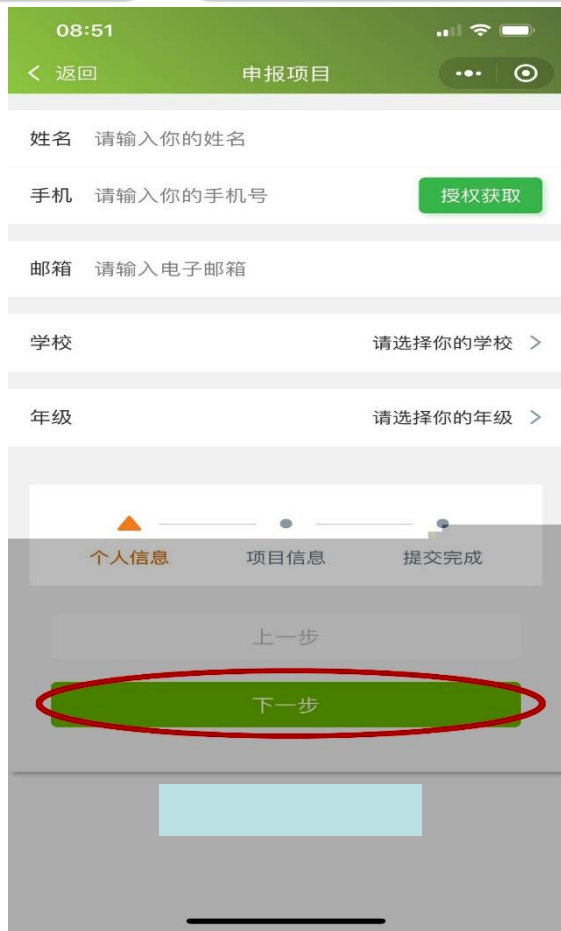 08:51
返回 申报项目
姓名 请输入你的姓名
手机 请输入你的手机号 授权获取
邮箱 请输入电子邮箱
学校 请选择你的学校
年级 请选择你的年级
个人信息 项目信息 提交完成
上一步
下一步